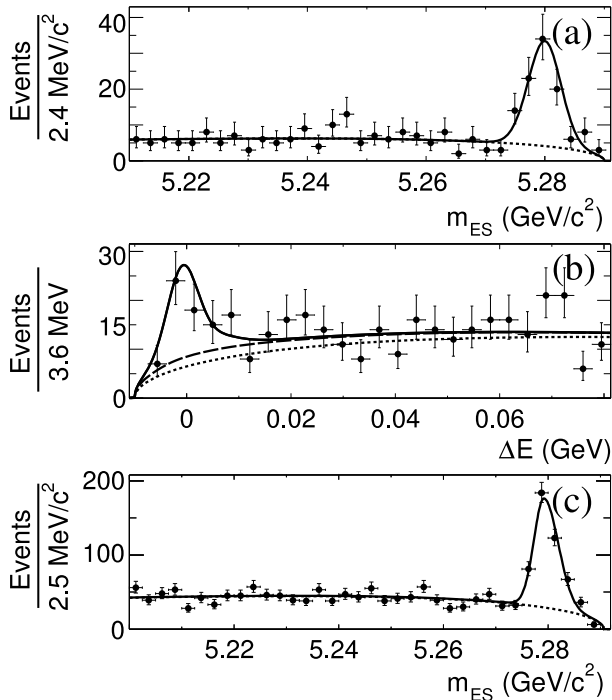 (a)
Events
2.4 MeV/c²
40
20
0
5.22 5.24 5.26 5.28
m_ES (GeV/c²)
(b)
Events
3.6 MeV
30
15
0
0 0.02 0.04 0.06
ΔE (GeV)
(c)
Events
2.5 MeV/c²
200
100
0
5.22 5.24 5.26 5.28
m_ES (GeV/c²)